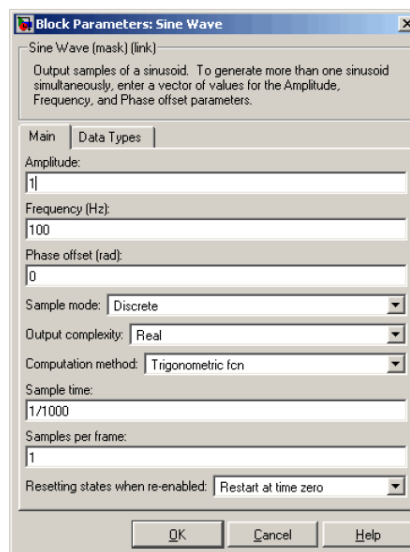 Block Parameters: Sine Wave
Sine Wave (mask) (link)
Output samples of a sinusoid. To generate more than one sinusoid
simultaneously, enter a vector of values for the Amplitude,
Frequency, and Phase offset parameters.
Main Data Types
Amplitude:
1
Frequency (Hz):
100
Phase offset (rad):
0
Sample mode: Discrete
Output complexity: Real
Computation method: Trigonometric fcn
Sample time:
1/1000
Samples per frame:
1
Resetting states when re-enabled: Restart at time zero
OK Cancel Help